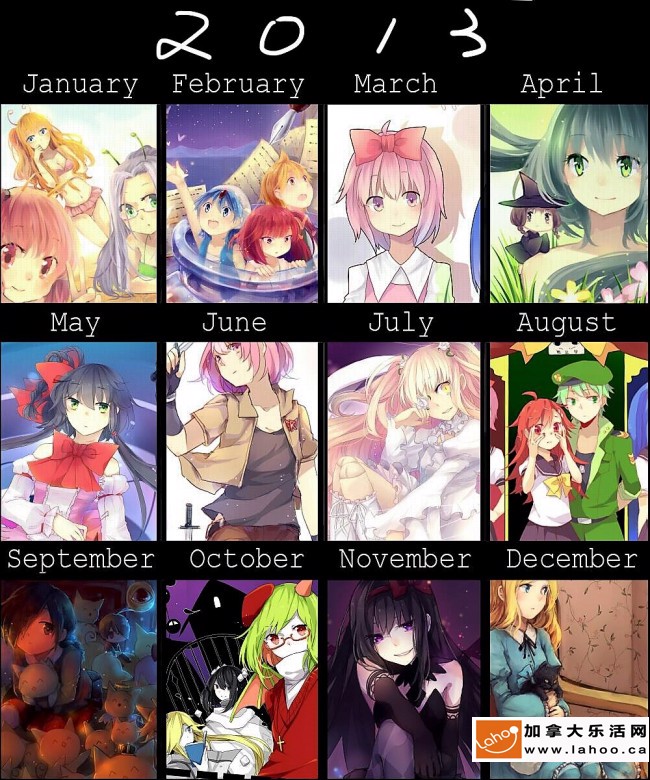 2013
January February March April
May June July August
September October November December
Lahoo
加拿大乐活网
www.lahoo.ca